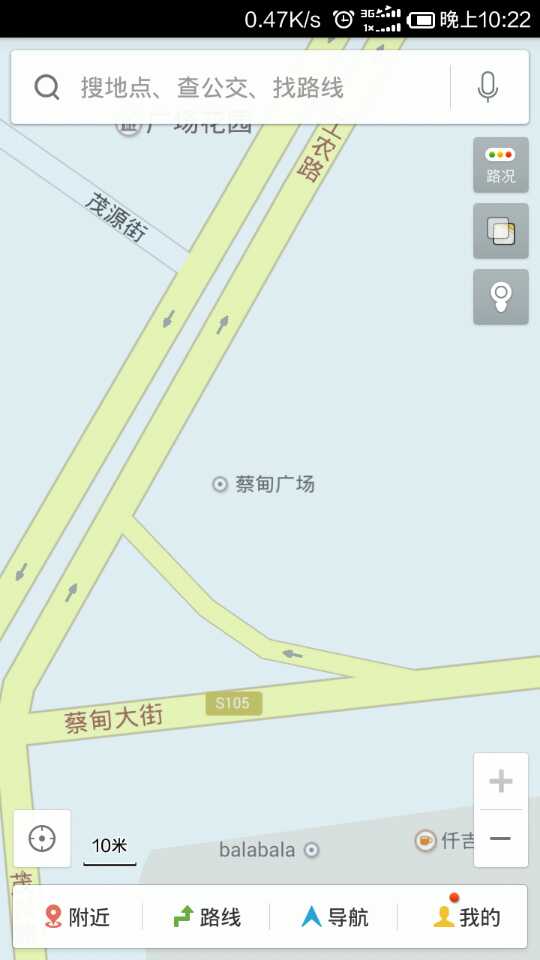 0.47K/s 3G 1x 晚上10:22
搜地点、查公交、找路线
广场花园
工农路
路况
茂源街
蔡甸广场
S105
蔡甸大街
10米
balabala
仟吉
附近 路线 导航 我的